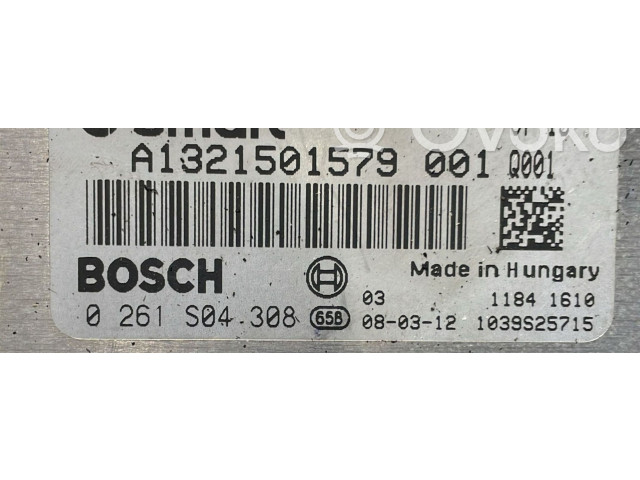 smart
A1321501579 001 Q001
BOSCH
Made in Hungary
03 1184 1610
0 261 S04 308 658 08-03-12 1039S25715